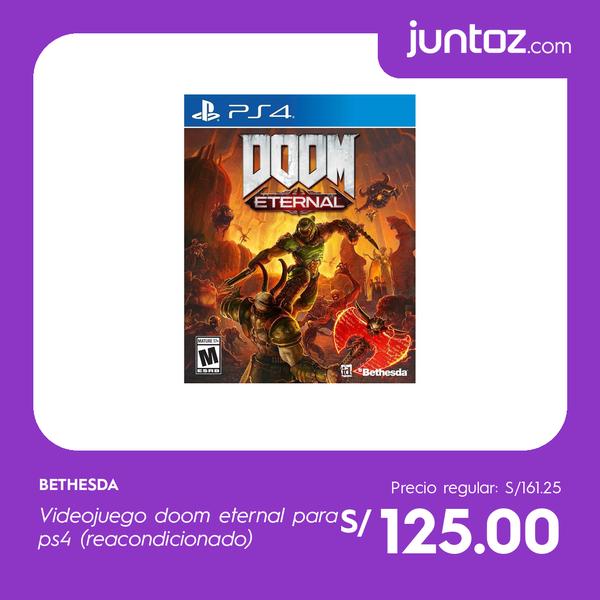 juntoz.com
PS4
DOOM
ETERNAL
MATURE 17+
M
ESRB
id
Bethesda
BETHESDA
Precio regular: S/161.25
Videojuego doom eternal para
ps4 (reacondicionado)
S/125.00